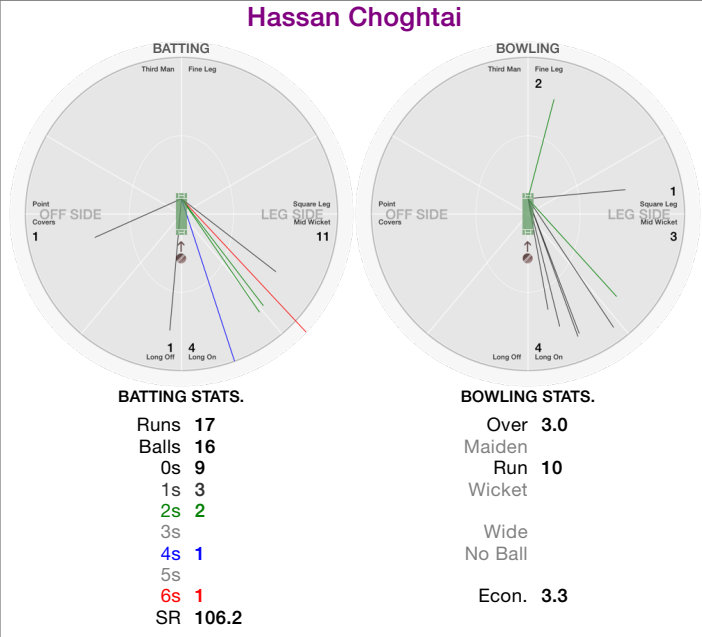 Hassan Choghtai
BATTING
Third Man Fine Leg
Point
OFF SIDE
Covers
1
Square Leg
LEG SIDE
Mid Wicket
11
1 4
Long Off Long On
BOWLING
Third Man Fine Leg
2
Point
OFF SIDE
Covers
1
Square Leg
LEG SIDE
Mid Wicket
3
4
Long Off Long On
BATTING STATS.
Runs 17
Balls 16
0s 9
1s 3
2s 2
3s
4s 1
5s
6s 1
SR 106.2
BOWLING STATS.
Over 3.0
Maiden
Run 10
Wicket
Wide
No Ball
Econ. 3.3